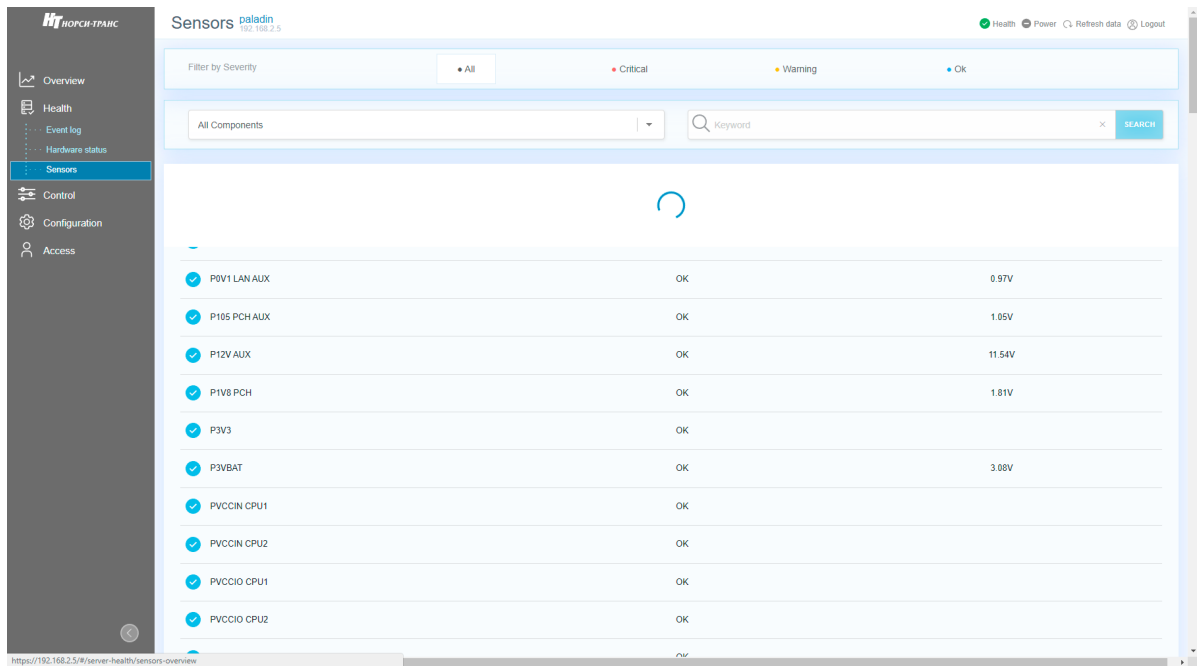 НТ НОРСИ-ТРАНС
Sensors paladin
192.168.2.5
Health Power Refresh data Logout
Filter by Severity All Critical Warning Ok
Overview
Health
Event log
Hardware status
Sensors
Control
Configuration
Access
All Components
Keyword × SEARCH
P0V1 LAN AUX OK 0.97V
P105 PCH AUX OK 1.05V
P12V AUX OK 11.54V
P1V8 PCH OK 1.81V
P3V3 OK
P3VBAT OK 3.08V
PVCCIN CPU1 OK
PVCCIN CPU2 OK
PVCCIO CPU1 OK
PVCCIO CPU2 OK
OK
https://192.168.2.5/#/server-health/sensors-overview